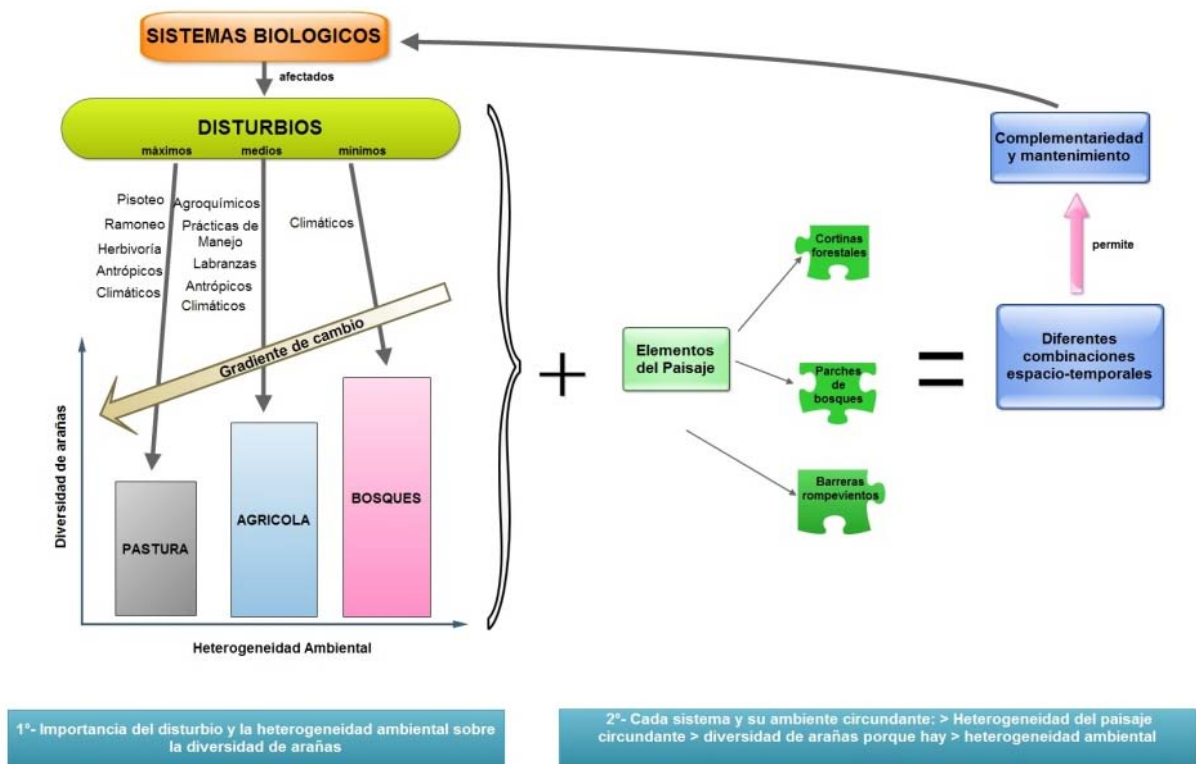 SISTEMAS BIOLOGICOS
afectados
DISTURBIOS
máximos medios mínimos
Pisoteo
Ramoneo
Herbivoría
Antrópicos
Climáticos
Agroquímicos
Prácticas de
Manejo
Labranzas
Antrópicos
Climáticos
Climáticos
Gradiente de cambio
Diversidad de arañas
PASTURA
AGRICOLA
BOSQUES
Heterogeneidad Ambiental
+
Elementos
del Paisaje
Cortinas
forestales
Parches
de
bosques
Barreras
rompevientos
=
Diferentes
combinaciones
espacio-temporales
permite
Complementariedad
y mantenimiento
1º- Importancia del disturbio y la heterogeneidad ambiental sobre
la diversidad de arañas
2º- Cada sistema y su ambiente circundante: > Heterogeneidad del paisaje
circundante > diversidad de arañas porque hay > heterogeneidad ambiental